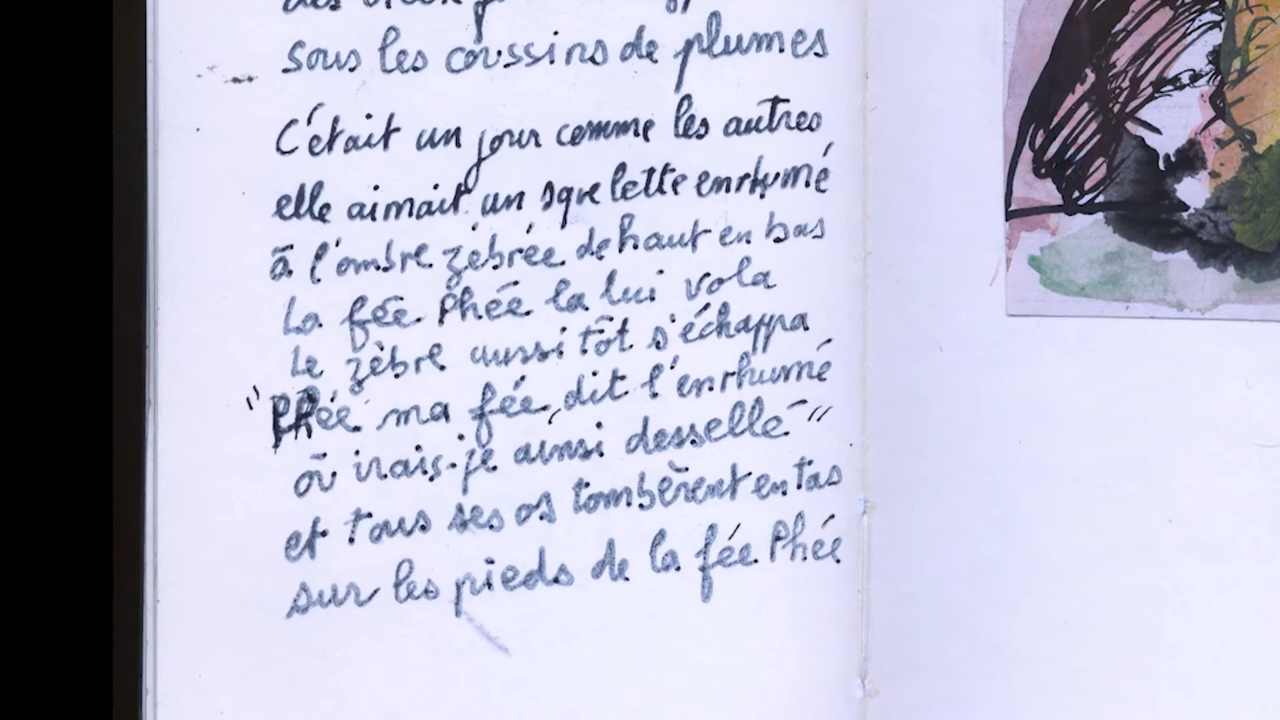 sous les coussins de plumes
C'était un jour comme les autres
elle aimait un squelette enrhumé
à l'ombre zébrée de haut en bas
La fée Phée la lui vola
Le zèbre aussitôt s'échappa
"Phée ma fée, dit l'enrhumé
où irais-je ainsi dessellé"
et tous ses os tombèrent en tas
sur les pieds de la fée Phée